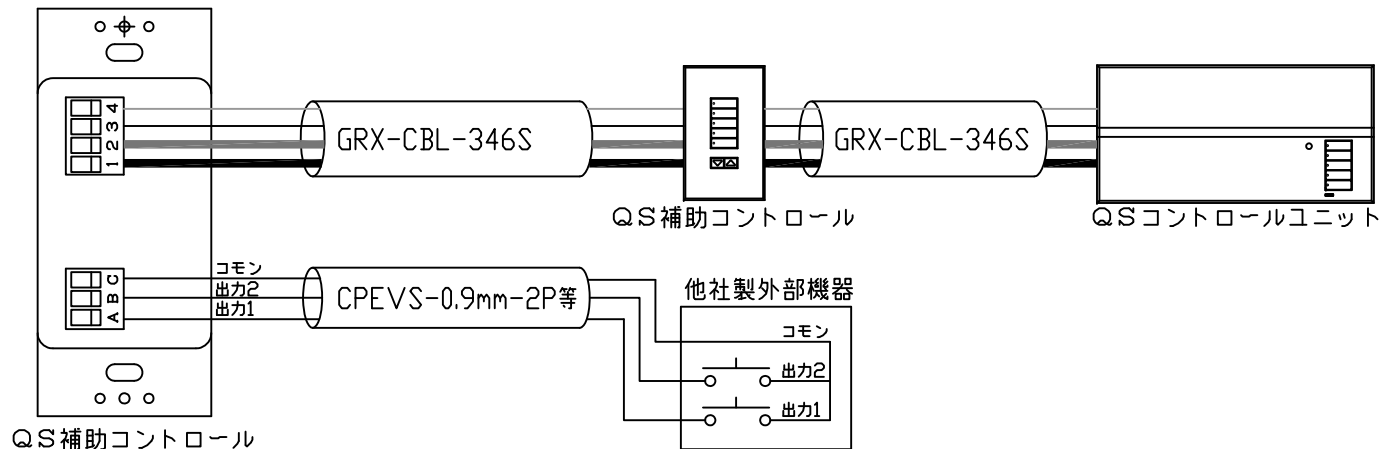 4
3
2
1
GRX-CBL-346S
GRX-CBL-346S
QS補助コントロール
QSコントロールユニット
C
B
A
コモン
出力2
出力1
CPEVS-0.9mm-2P等
他社製外部機器
コモン
出力2
出力1
QS補助コントロール